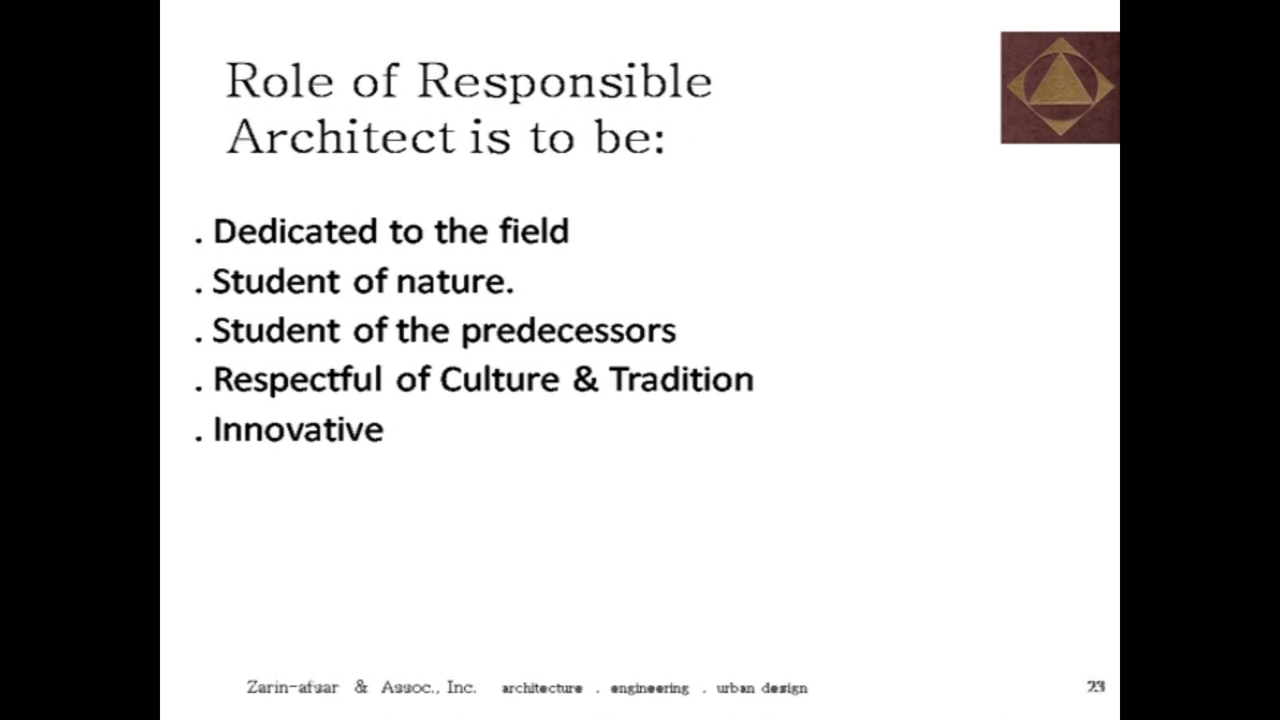 Role of Responsible
Architect is to be:
. Dedicated to the field
. Student of nature.
. Student of the predecessors
. Respectful of Culture & Tradition
. Innovative
Zarin-afsar & Assoc., Inc. architecture . engineering . urban design 23